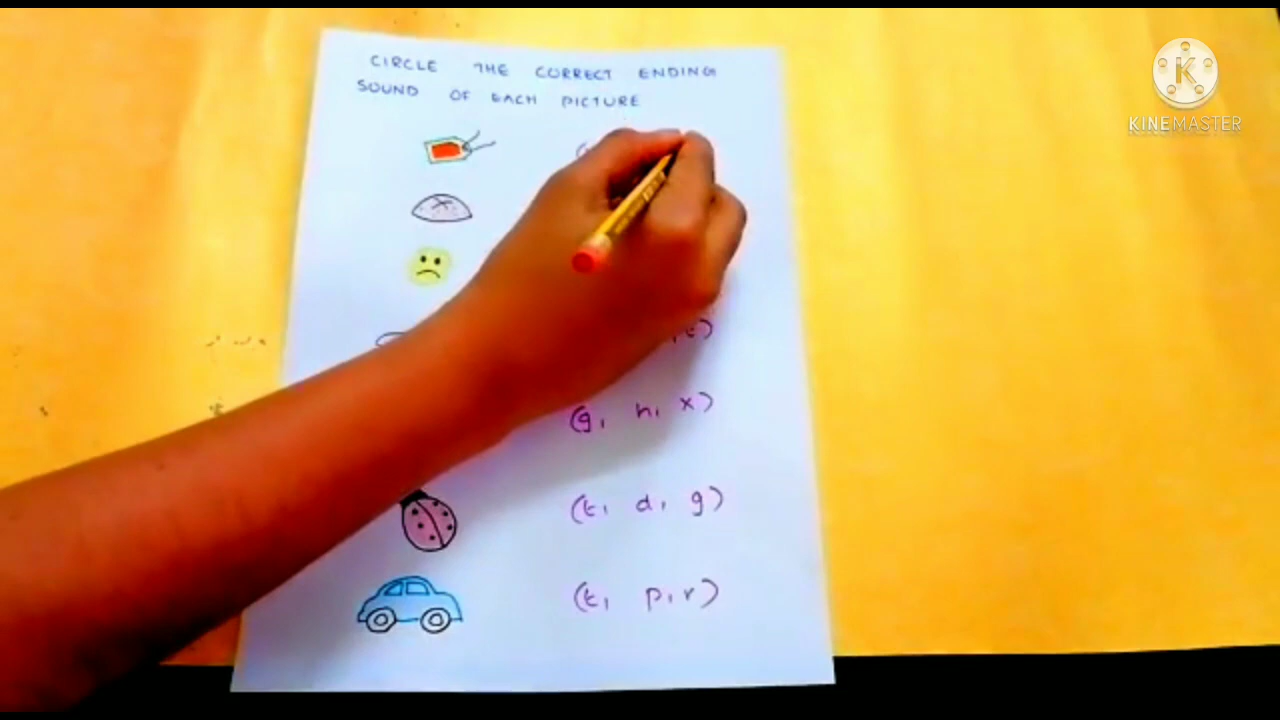 CIRCLE THE CORRECT ENDING
SOUND OF EACH PICTURE
K
KINEMASTER
, t)
(g, n, x)
(t, d, g)
(t, p, r)